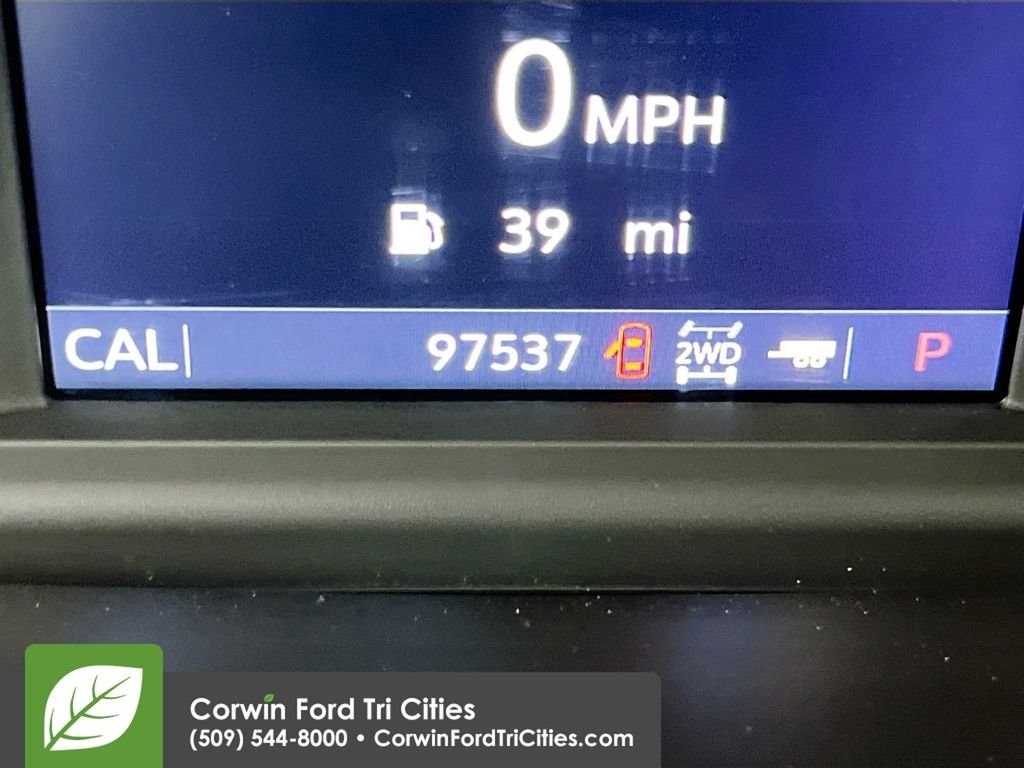 0 MPH
39 mi
CAL 97537 2WD P
Corwin Ford Tri Cities
(509) 544-8000 • CorwinFordTriCities.com